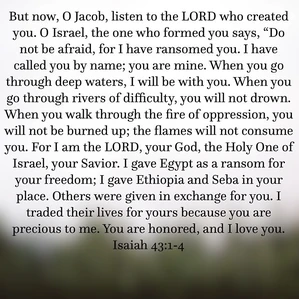 But now, O Jacob, listen to the LORD who created
you. O Israel, the one who formed you says, “Do
not be afraid, for I have ransomed you. I have
called you by name; you are mine. When you go
through deep waters, I will be with you. When you
go through rivers of difficulty, you will not drown.
When you walk through the fire of oppression, you
will not be burned up; the flames will not consume
you. For I am the LORD, your God, the Holy One of
Israel, your Savior. I gave Egypt as a ransom for
your freedom; I gave Ethiopia and Seba in your
place. Others were given in exchange for you. I
traded their lives for yours because you are
precious to me. You are honored, and I love you.
Isaiah 43:1-4